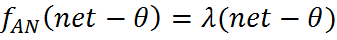 f_AN(net − θ) = λ(net − θ)